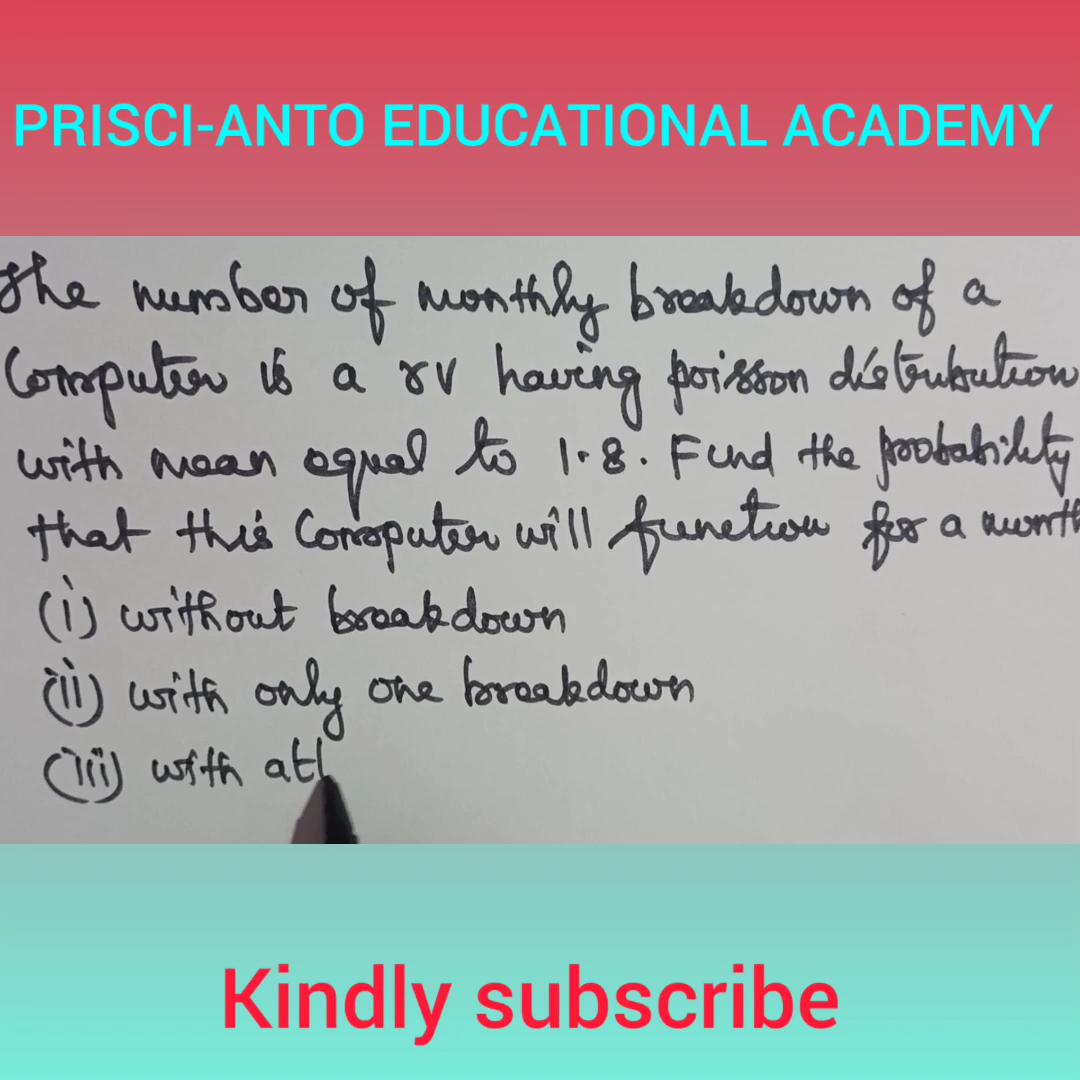 PRISCI-ANTO EDUCATIONAL ACADEMY
The number of monthly breakdown of a
Computer is a rv having poisson distribution
with mean equal to 1.8. Find the probability
that this Computer will function for a month
(i) without breakdown
(ii) with only one breakdown
(iii) with atl
Kindly subscribe